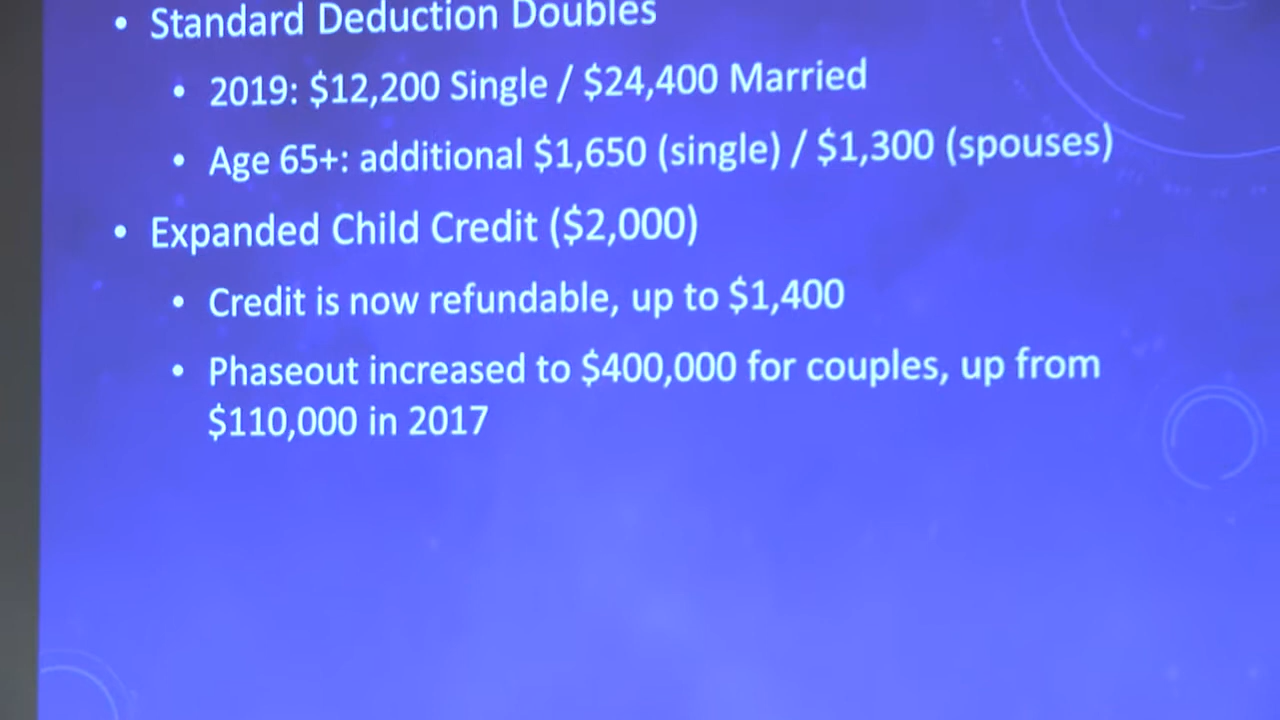 • Standard Deduction Doubles
• 2019: $12,200 Single / $24,400 Married
• Age 65+: additional $1,650 (single) / $1,300 (spouses)
• Expanded Child Credit ($2,000)
• Credit is now refundable, up to $1,400
• Phaseout increased to $400,000 for couples, up from
$110,000 in 2017